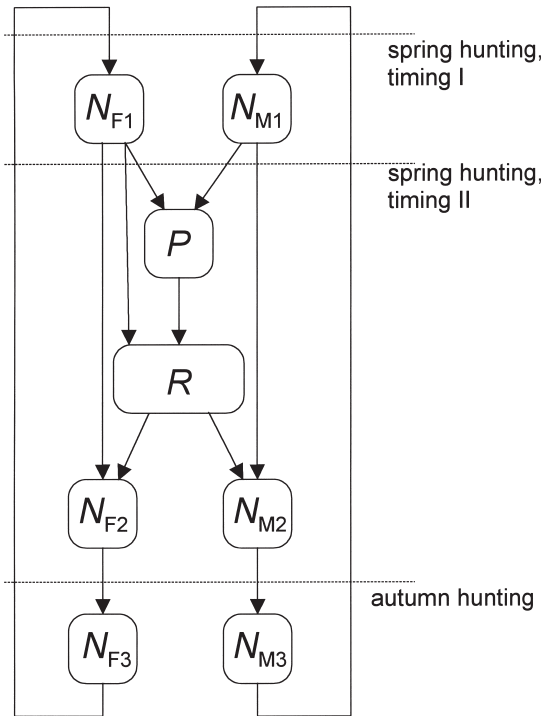 spring hunting,
timing I
N_F1 N_M1
spring hunting,
timing II
P
R
N_F2 N_M2
autumn hunting
N_F3 N_M3